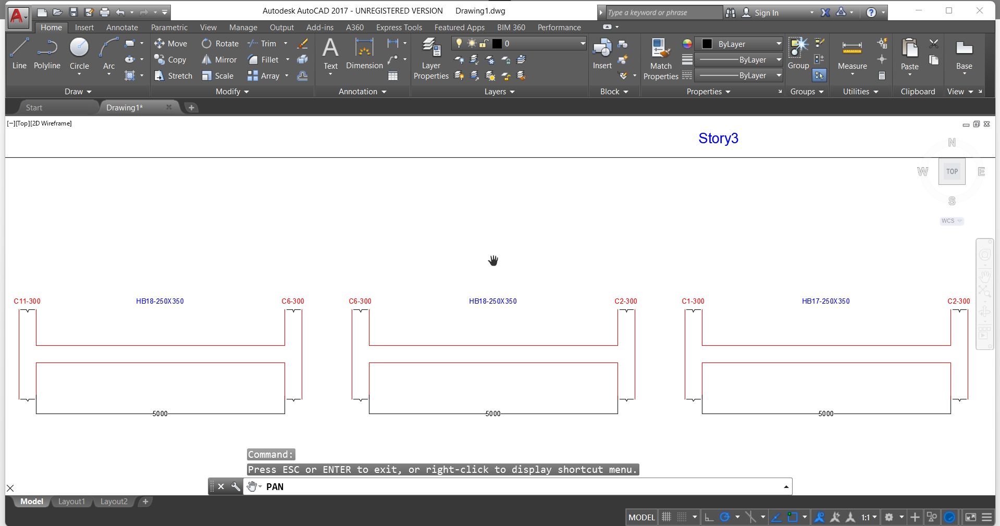 Autodesk AutoCAD 2017 - UNREGISTERED VERSION Drawing1.dwg
Type a keyword or phrase
Sign In
Home Insert Annotate Parametric View Manage Output Add-ins A360 Express Tools Featured Apps BIM 360 Performance
Line Polyline Circle Arc
Move Rotate Trim
Copy Mirror Fillet
Stretch Scale Array
Text Dimension
Layer Properties
0
Insert
Match Properties
ByLayer
ByLayer
ByLayer
Group
Measure
Paste
Base
Draw Modify Annotation Layers Block Properties Groups Utilities Clipboard View
Start Drawing1*
[−][Top][2D Wireframe]
Story3
N
W TOP E
S
WCS
C11-300 HB18-250X350 C6-300 C6-300 HB18-250X350 C2-300 C1-300 HB17-250X350 C2-300
5000 5000 5000
Command:
Press ESC or ENTER to exit, or right-click to display shortcut menu.
PAN
Model Layout1 Layout2
MODEL 1:1